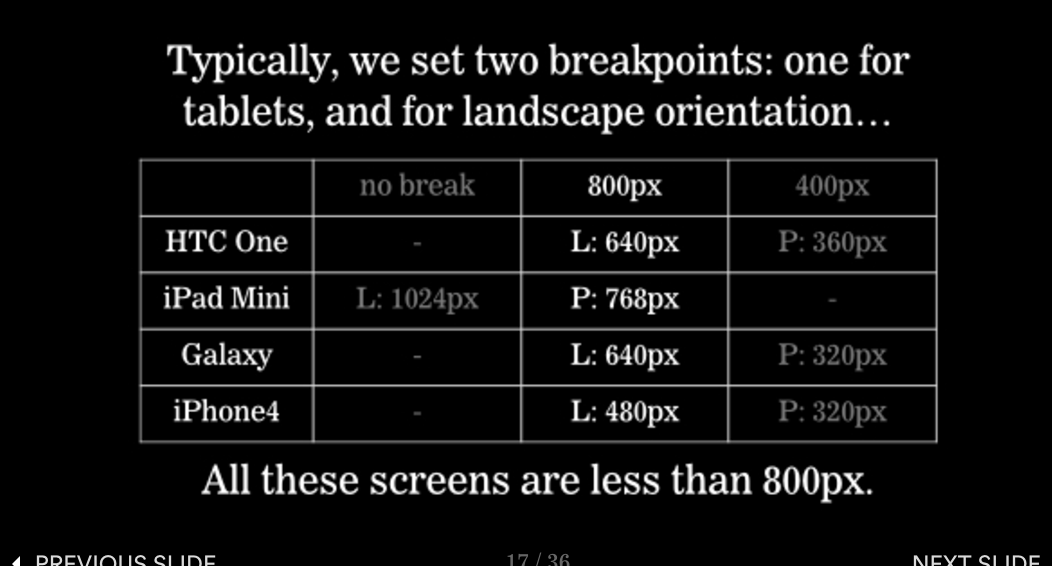 Typically, we set two breakpoints: one for
tablets, and for landscape orientation…
no break 800px 400px
HTC One - L: 640px P: 360px
iPad Mini L: 1024px P: 768px -
Galaxy - L: 640px P: 320px
iPhone4 - L: 480px P: 320px
All these screens are less than 800px.
PREVIOUS SLIDE 17 / 36 NEXT SLIDE